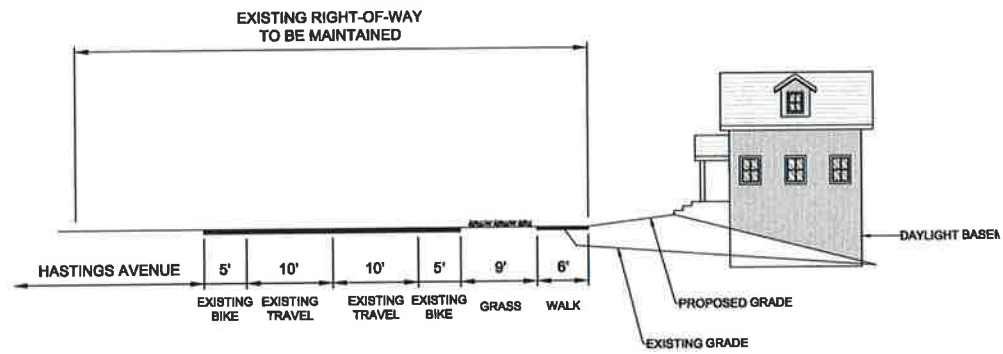 EXISTING RIGHT-OF-WAY
TO BE MAINTAINED
DAYLIGHT BASEM
HASTINGS AVENUE
5'
10'
10'
5'
9'
6'
EXISTING
BIKE
EXISTING
TRAVEL
EXISTING
TRAVEL
EXISTING
BIKE
GRASS
WALK
PROPOSED GRADE
EXISTING GRADE